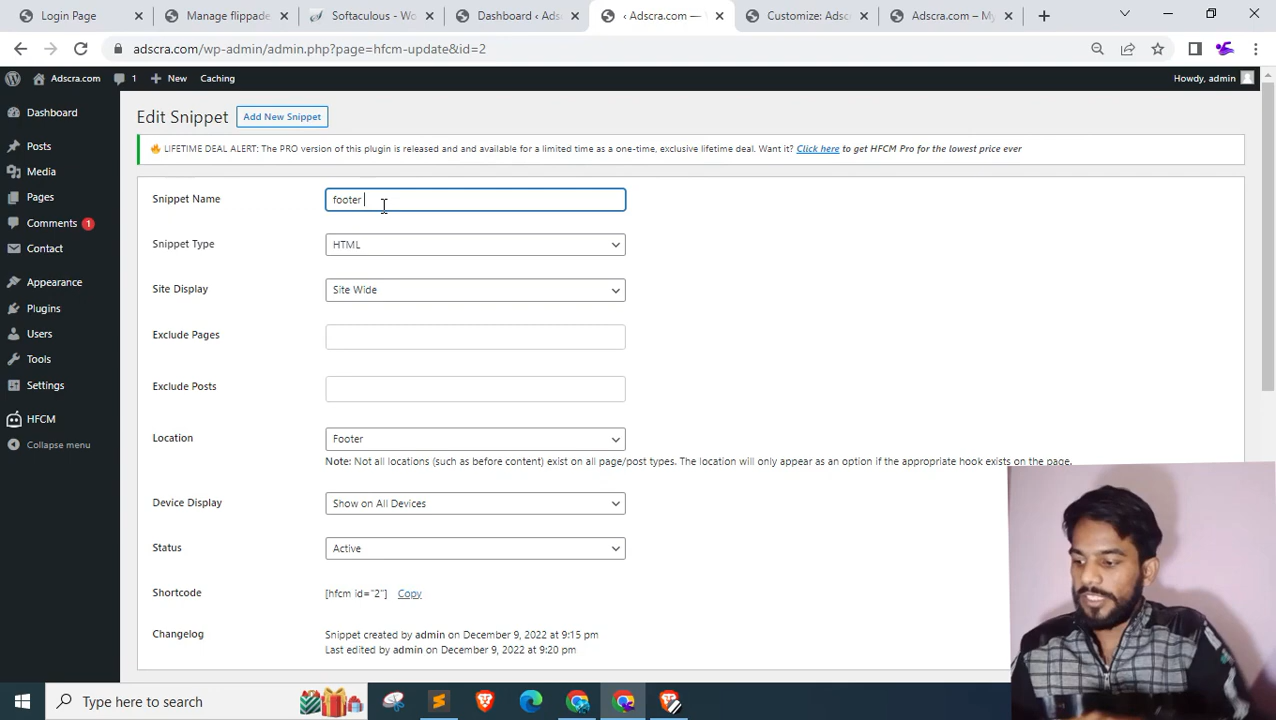 Login Page
Manage flippade
Softaculous - Wo
Dashboard ‹ Adsc
‹ Adscra.com — W
Customize: Adscra
Adscra.com – My
adscra.com/wp-admin/admin.php?page=hfcm-update&id=2
Adscra.com
1
New
Caching
Howdy, admin
Dashboard
Posts
Media
Pages
Comments 1
Contact
Appearance
Plugins
Users
Tools
Settings
HFCM
Collapse menu
Edit Snippet
Add New Snippet
LIFETIME DEAL ALERT: The PRO version of this plugin is released and and available for a limited time as a one-time, exclusive lifetime deal. Want it? Click here to get HFCM Pro for the lowest price ever
Snippet Name
footer
Snippet Type
HTML
Site Display
Site Wide
Exclude Pages
Exclude Posts
Location
Footer
Note: Not all locations (such as before content) exist on all page/post types. The location will only appear as an option if the appropriate hook exists on the page.
Device Display
Show on All Devices
Status
Active
Shortcode
[hfcm id="2"] Copy
Changelog
Snippet created by admin on December 9, 2022 at 9:15 pm
Last edited by admin on December 9, 2022 at 9:20 pm
Type here to search